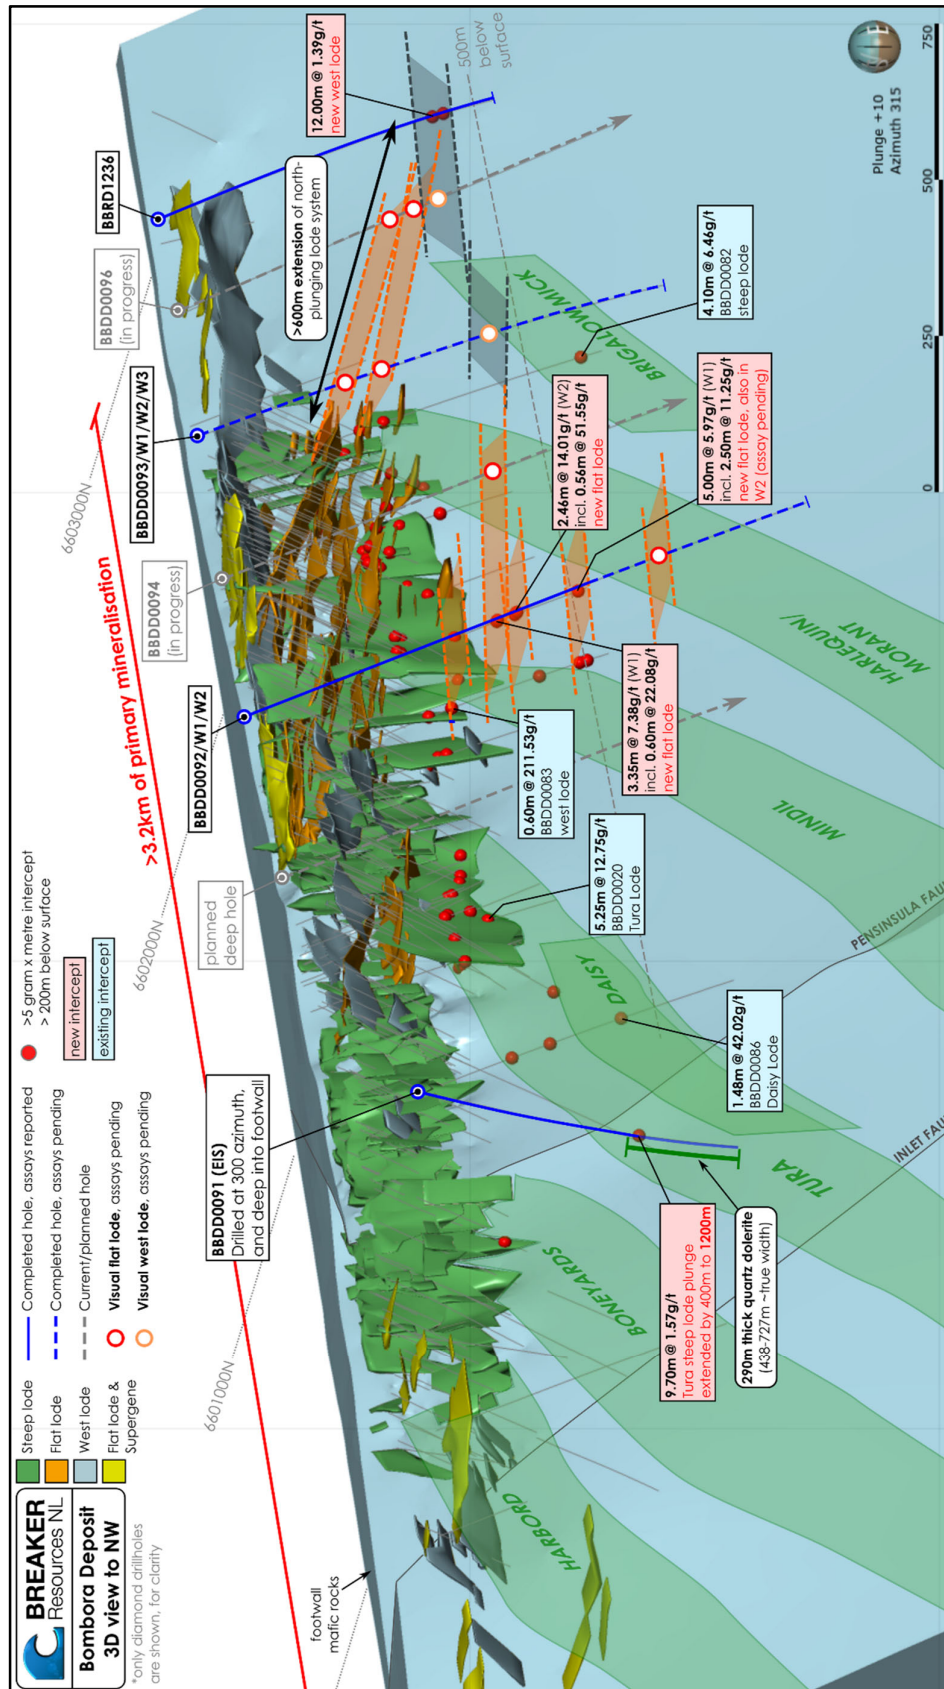 BREAKER
Resources NL
Bombora Deposit
3D view to NW
*only diamond drillholes
are shown, for clarity
Steep lode
Flat lode
West lode
Flat lode &
Supergene
Completed hole, assays reported
Completed hole, assays pending
Current/planned hole
Visual flat lode, assays pending
Visual west lode, assays pending
>5 gram x metre intercept
> 200m below surface
new intercept
existing intercept
>3.2km of primary mineralisation
6601000N
6602000N
6603000N
footwall
mafic rocks
BBDD0091 (EIS)
Drilled at 300 azimuth,
and deep into footwall
planned
deep hole
BBDD0092/W1/W2
BBDD0094
(in progress)
BBDD0093/W1/W2/W3
BBDD0096
(in progress)
BBRD1236
>600m extension of north-
plunging lode system
12.00m @ 1.39g/t
new west lode
500m
below
surface
2.46m @ 14.01g/t (W2)
incl. 0.56m @ 51.55g/t
new flat lode
4.10m @ 6.46g/t
BBDD0082
steep lode
5.00m @ 5.97g/t (W1)
incl. 2.50m @ 11.25g/t
new flat lode, also in
W2 (assay pending)
0.60m @ 211.53g/t
BBDD0083
west lode
3.35m @ 7.38g/t (W1)
incl. 0.60m @ 22.08g/t
new flat lode
5.25m @ 12.75g/t
BBDD0020
Tura Lode
1.48m @ 42.02g/t
BBDD0086
Daisy Lode
9.70m @ 1.57g/t
Tura steep lode plunge
extended by 400m to 1200m
290m thick quartz dolerite
(438-727m ~true width)
HARBORD
BONEYARDS
TURA
DAISY
MINDIL
HARLEQUIN/
MORANT
BRIGALOWMICK
INLET FAU
PENSINSULA FAU
Plunge +10
Azimuth 315
0
250
500
750